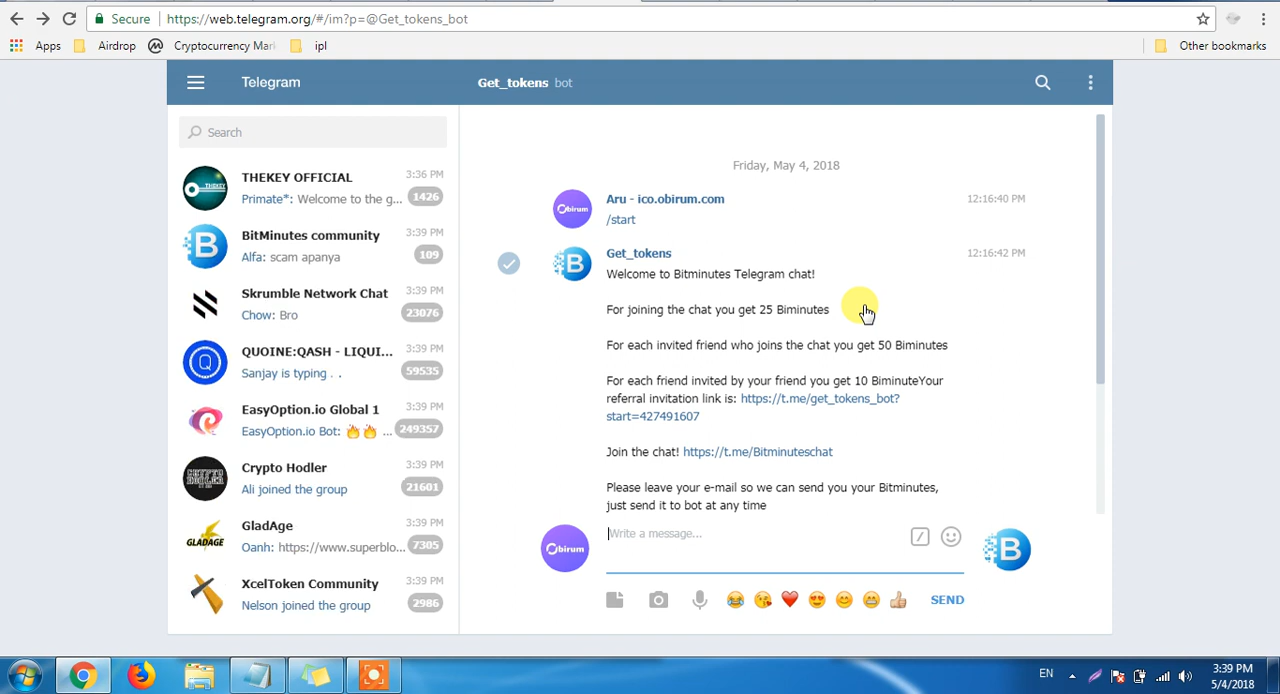 Secure https://web.telegram.org/#/im?p=@Get_tokens_bot
Apps Airdrop Cryptocurrency Mar ipl Other bookmarks
Telegram Get_tokens bot
Search
THEKEY OFFICIAL 3:36 PM
Primate*: Welcome to the g... 1426
BitMinutes community 3:39 PM
Alfa: scam apanya 109
Skrumble Network Chat 3:39 PM
Chow: Bro 23076
QUOINE:QASH - LIQUI... 3:39 PM
Sanjay is typing . . 59535
EasyOption.io Global 1 3:39 PM
EasyOption.io Bot: 🔥🔥 ... 249357
Crypto Hodler 3:39 PM
Ali joined the group 21601
GladAge 3:39 PM
Oanh: https://www.superblo... 7305
XcelToken Community 3:39 PM
Nelson joined the group 2986
Friday, May 4, 2018
Aru - ico.obirum.com 12:16:40 PM
/start
Get_tokens 12:16:42 PM
Welcome to Bitminutes Telegram chat!
For joining the chat you get 25 Biminutes
For each invited friend who joins the chat you get 50 Biminutes
For each friend invited by your friend you get 10 BiminuteYour
referral invitation link is: https://t.me/get_tokens_bot?
start=427491607
Join the chat! https://t.me/Bitminuteschat
Please leave your e-mail so we can send you your Bitminutes,
just send it to bot at any time
Write a message...
Obirum
SEND
EN 3:39 PM
5/4/2018